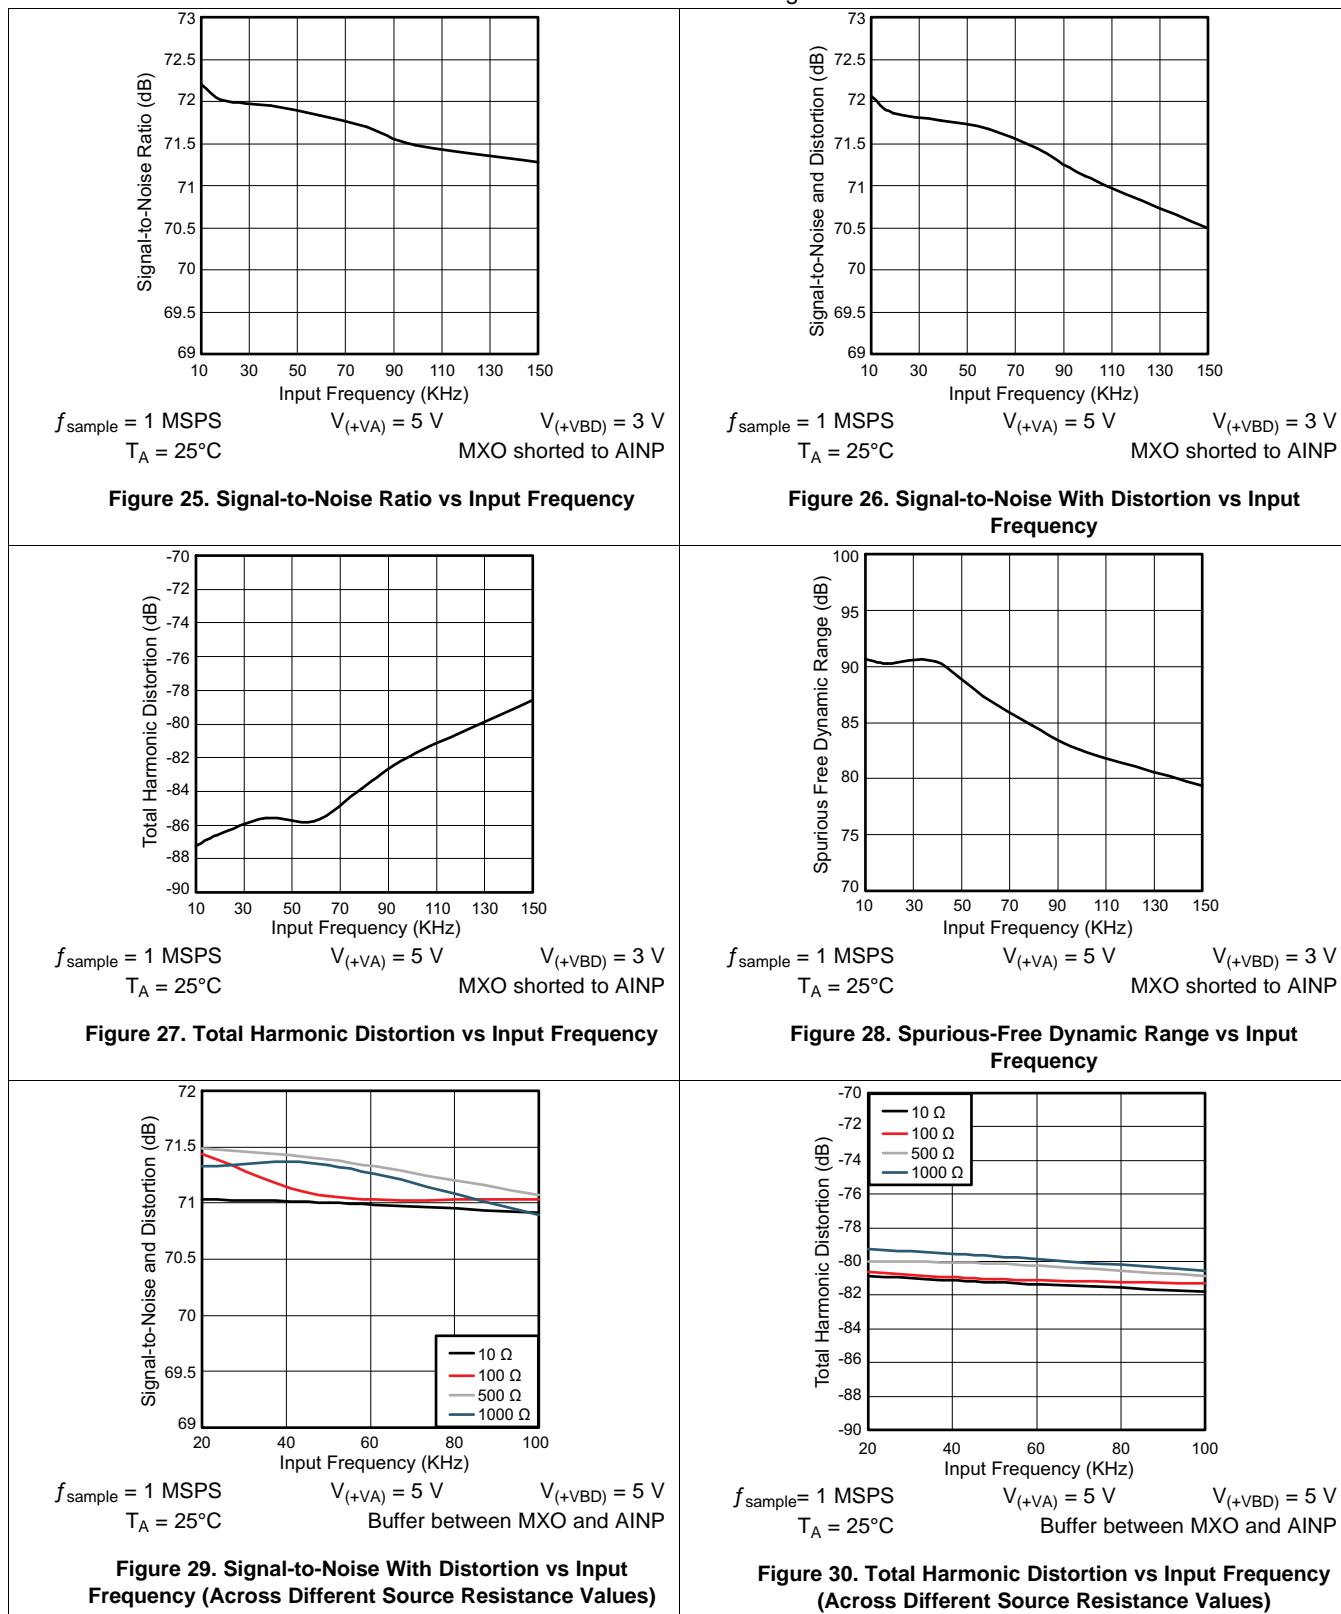 73
72.5
72
71.5
71
70.5
70
69.5
69
Signal-to-Noise Ratio (dB)
10 30 50 70 90 110 130 150
Input Frequency (KHz)
ƒsample = 1 MSPS V(+VA) = 5 V V(+VBD) = 3 V
TA = 25°C MXO shorted to AINP
Figure 25. Signal-to-Noise Ratio vs Input Frequency
73
72.5
72
71.5
71
70.5
70
69.5
69
Signal-to-Noise and Distortion (dB)
10 30 50 70 90 110 130 150
Input Frequency (KHz)
ƒsample = 1 MSPS V(+VA) = 5 V V(+VBD) = 3 V
TA = 25°C MXO shorted to AINP
Figure 26. Signal-to-Noise With Distortion vs Input
Frequency
-70
-72
-74
-76
-78
-80
-82
-84
-86
-88
-90
Total Harmonic Distortion (dB)
10 30 50 70 90 110 130 150
Input Frequency (KHz)
ƒsample = 1 MSPS V(+VA) = 5 V V(+VBD) = 3 V
TA = 25°C MXO shorted to AINP
Figure 27. Total Harmonic Distortion vs Input Frequency
100
95
90
85
80
75
70
Spurious Free Dynamic Range (dB)
10 30 50 70 90 110 130 150
Input Frequency (KHz)
ƒsample = 1 MSPS V(+VA) = 5 V V(+VBD) = 3 V
TA = 25°C MXO shorted to AINP
Figure 28. Spurious-Free Dynamic Range vs Input
Frequency
72
71.5
71
70.5
70
69.5
69
Signal-to-Noise and Distortion (dB)
10 Ω
100 Ω
500 Ω
1000 Ω
20 40 60 80 100
Input Frequency (KHz)
ƒsample = 1 MSPS V(+VA) = 5 V V(+VBD) = 5 V
TA = 25°C Buffer between MXO and AINP
Figure 29. Signal-to-Noise With Distortion vs Input
Frequency (Across Different Source Resistance Values)
-70
-72
-74
-76
-78
-80
-82
-84
-86
-88
-90
Total Harmonic Distortion (dB)
10 Ω
100 Ω
500 Ω
1000 Ω
20 40 60 80 100
Input Frequency (KHz)
ƒsample= 1 MSPS V(+VA) = 5 V V(+VBD) = 5 V
TA = 25°C Buffer between MXO and AINP
Figure 30. Total Harmonic Distortion vs Input Frequency
(Across Different Source Resistance Values)